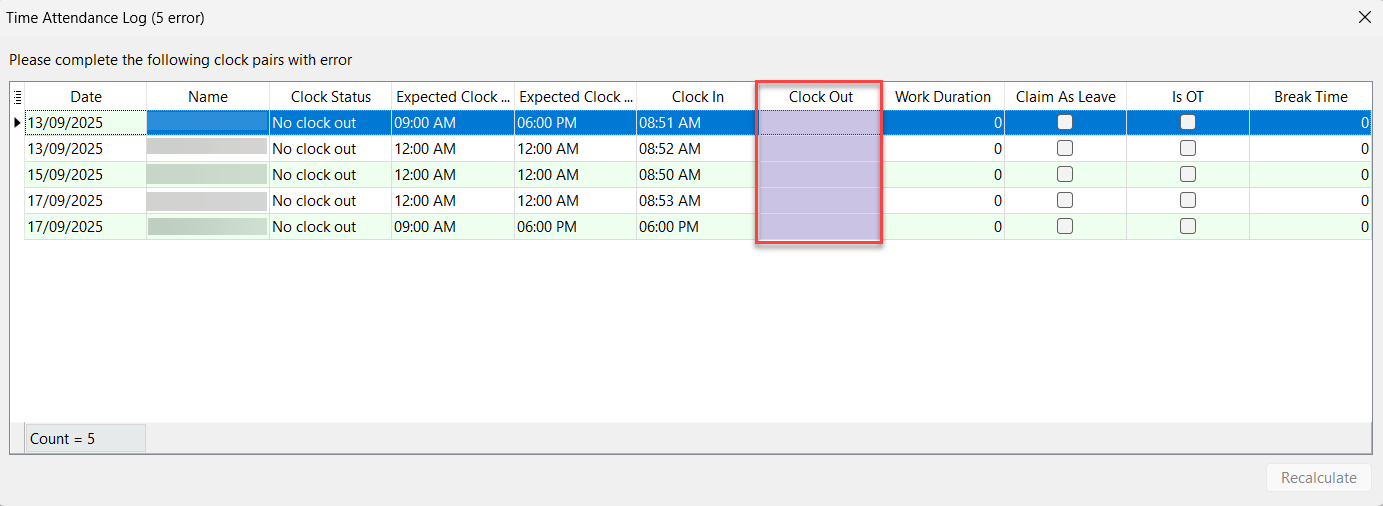 Time Attendance Log (5 error)
Please complete the following clock pairs with error
Date Name Clock Status Expected Clock ... Expected Clock ... Clock In Clock Out Work Duration Claim As Leave Is OT Break Time
13/09/2025 No clock out 09:00 AM 06:00 PM 08:51 AM 0 0
13/09/2025 No clock out 12:00 AM 12:00 AM 08:52 AM 0 0
15/09/2025 No clock out 12:00 AM 12:00 AM 08:50 AM 0 0
17/09/2025 No clock out 12:00 AM 12:00 AM 08:53 AM 0 0
17/09/2025 No clock out 09:00 AM 06:00 PM 06:00 PM 0 0
Count = 5
Recalculate